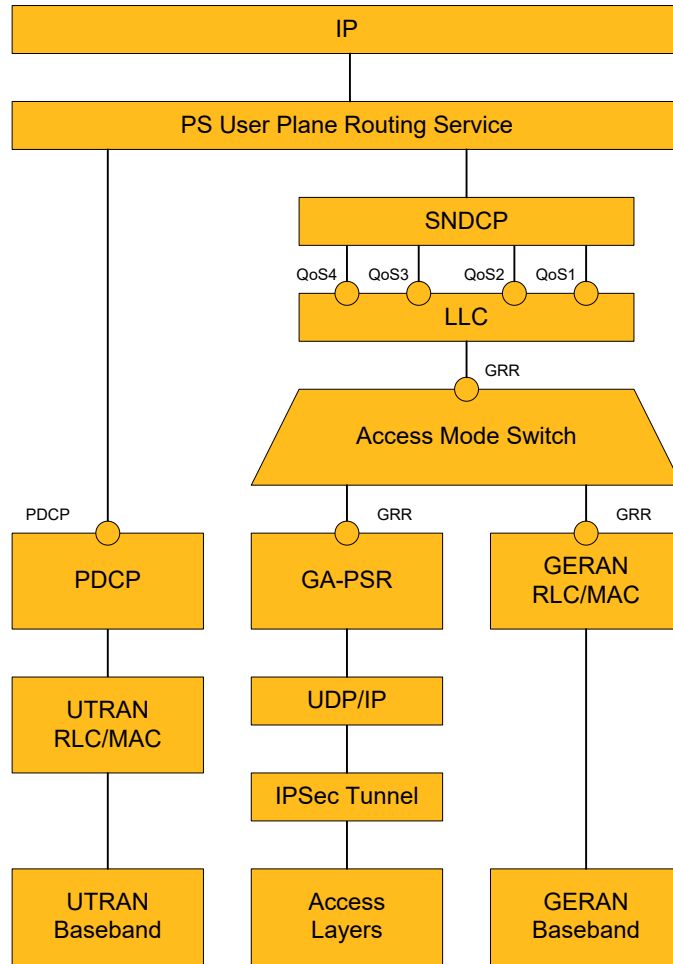 IP
PS User Plane Routing Service
SNDCP
QoS4 QoS3 QoS2 QoS1
LLC
GRR
Access Mode Switch
PDCP GRR GRR
PDCP
GA-PSR
GERAN
RLC/MAC
UTRAN
RLC/MAC
UDP/IP
IPSec Tunnel
UTRAN
Baseband
Access
Layers
GERAN
Baseband